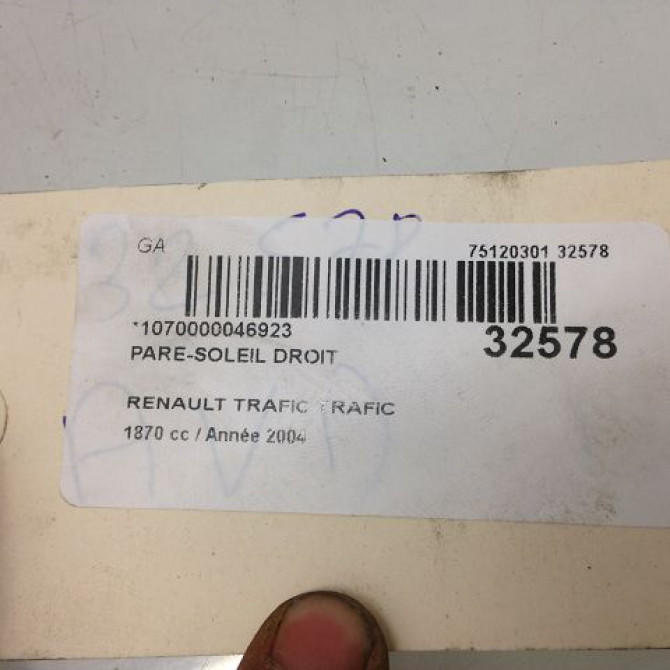 GA
75120301 32578
*1070000046923
32578
PARE-SOLEIL DROIT
RENAULT TRAFIC TRAFIC
1870 cc / Année 2004